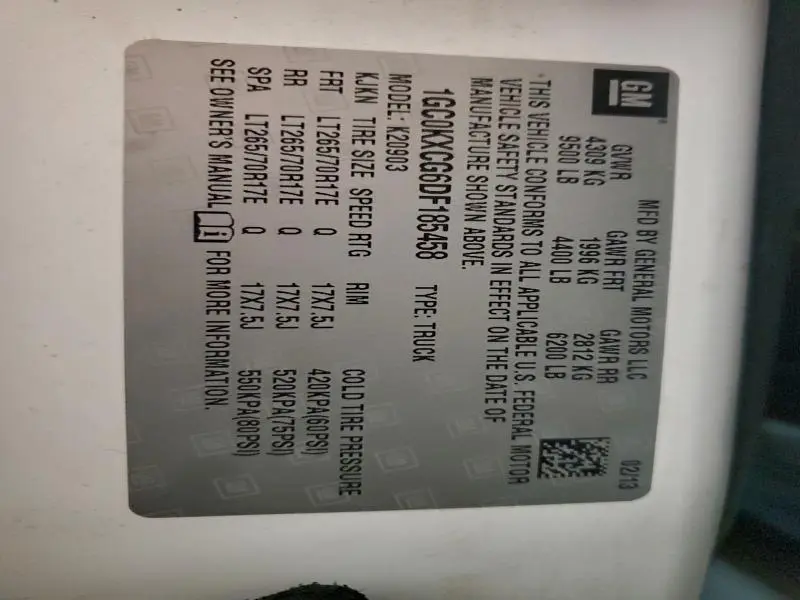 GM
MFD BY GENERAL MOTORS LLC 02/13
GVWR GAWR FRT GAWR RR
4309 KG 1996 KG 2812 KG
9500 LB 4400 LB 6200 LB
THIS VEHICLE CONFORMS TO ALL APPLICABLE U.S. FEDERAL MOTOR
VEHICLE SAFETY STANDARDS IN EFFECT ON THE DATE OF
MANUFACTURE SHOWN ABOVE.
1GC0KXCG6DF185458 TYPE: TRUCK
MODEL: K20903
KJKN TIRE SIZE SPEED RTG RIM COLD TIRE PRESSURE
FRT LT265/70R17E Q 17X7.5J 420KPA(60PSI)
RR LT265/70R17E Q 17X7.5J 520KPA(75PSI)
SPA LT265/70R17E Q 17X7.5J 550KPA(80PSI)
SEE OWNER'S MANUAL FOR MORE INFORMATION.